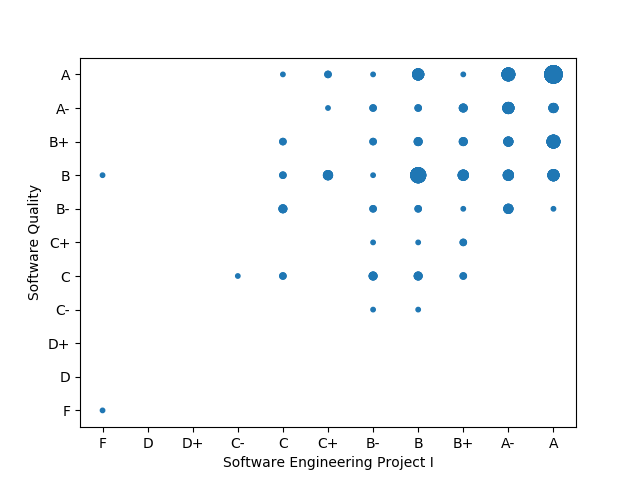 Software Quality
A
A-
B+
B
B-
C+
C
C-
D+
D
F
F D D+ C- C C+ B- B B+ A- A
Software Engineering Project I